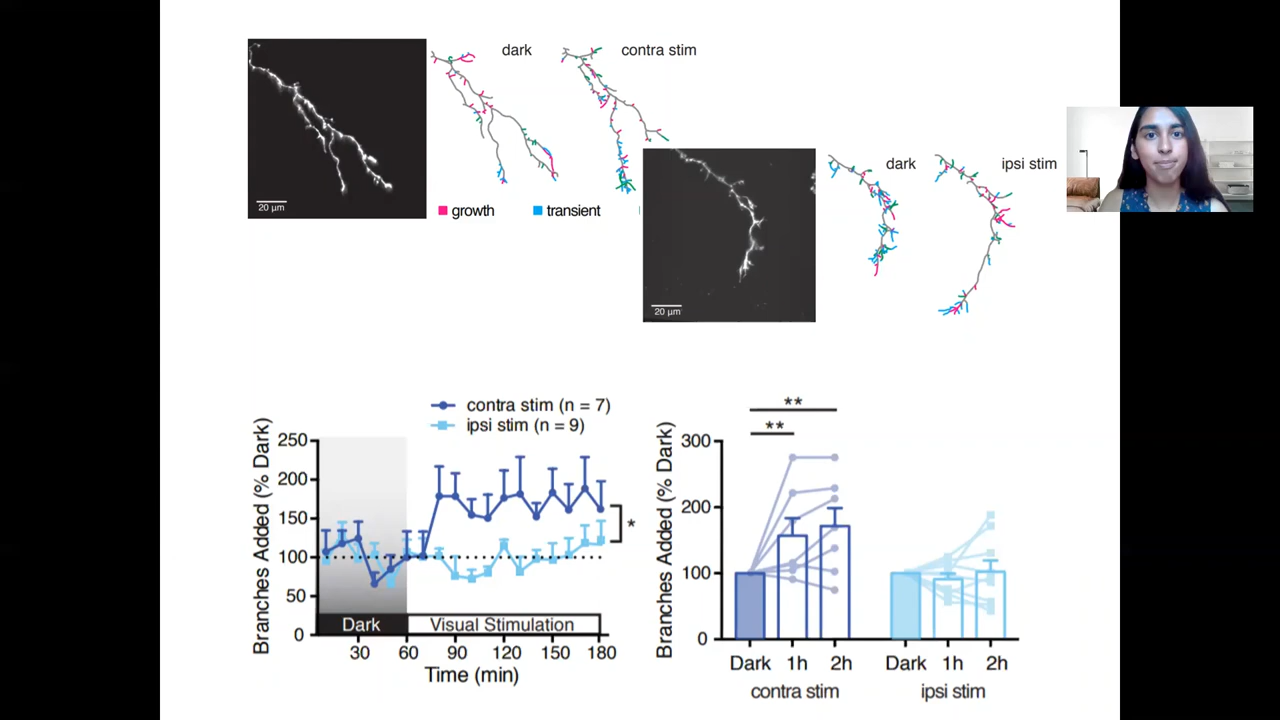 dark
contra stim
20 µm
growth
transient
dark
ipsi stim
20 µm
contra stim (n = 7)
ipsi stim (n = 9)
Branches Added (% Dark)
250
200
150
100
50
0
*
Dark
Visual Stimulation
30
60
90
120
150
180
Time (min)
Branches Added (% Dark)
300
200
100
0
**
**
Dark
1h
2h
Dark
1h
2h
contra stim
ipsi stim